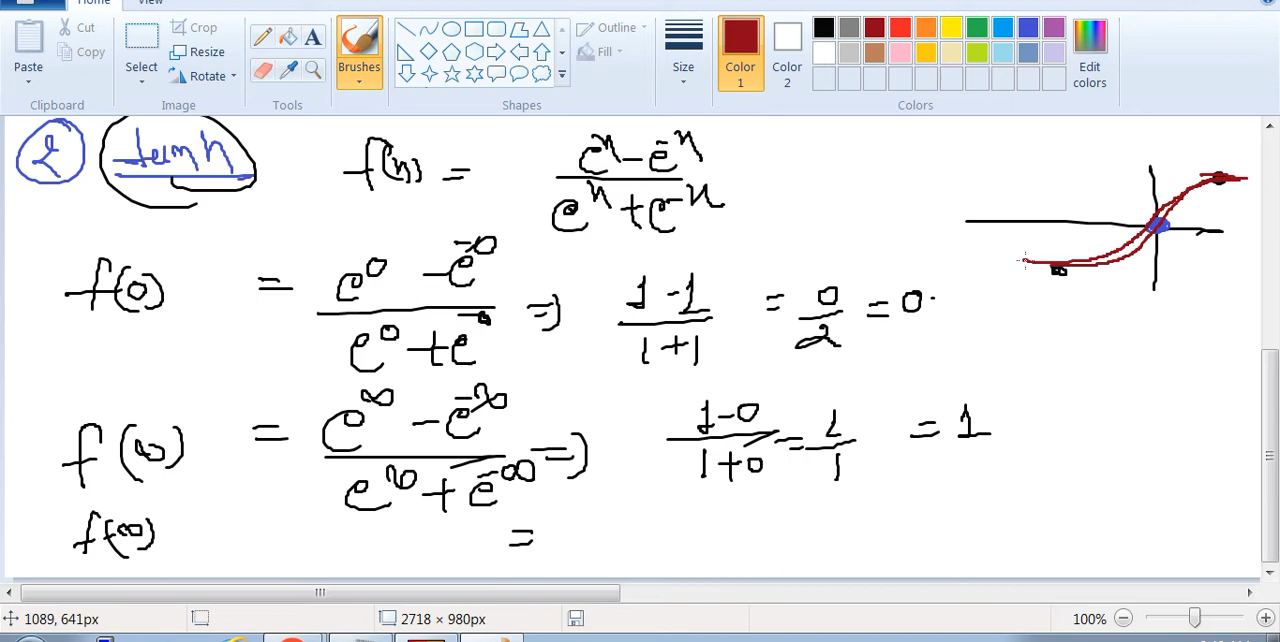 Home View
Cut
Copy
Paste
Crop
Resize
Rotate
Select
A
Brushes
Outline
Fill
Size
Color 1
Color 2
Edit colors
Clipboard Image Tools Shapes Colors
2 tanh f(x) = e^x - e^-x / e^x + e^-x
f(0) = e^0 - e^-0 / e^0 + e^-0 => 1-1 / 1+1 = 0/2 = 0.
f(∞) = e^∞ - e^-∞ / e^∞ + e^-∞ => 1-0 / 1+0 = 1/1 = 1
f(∞) =
1089, 641px 2718 × 980px 100%